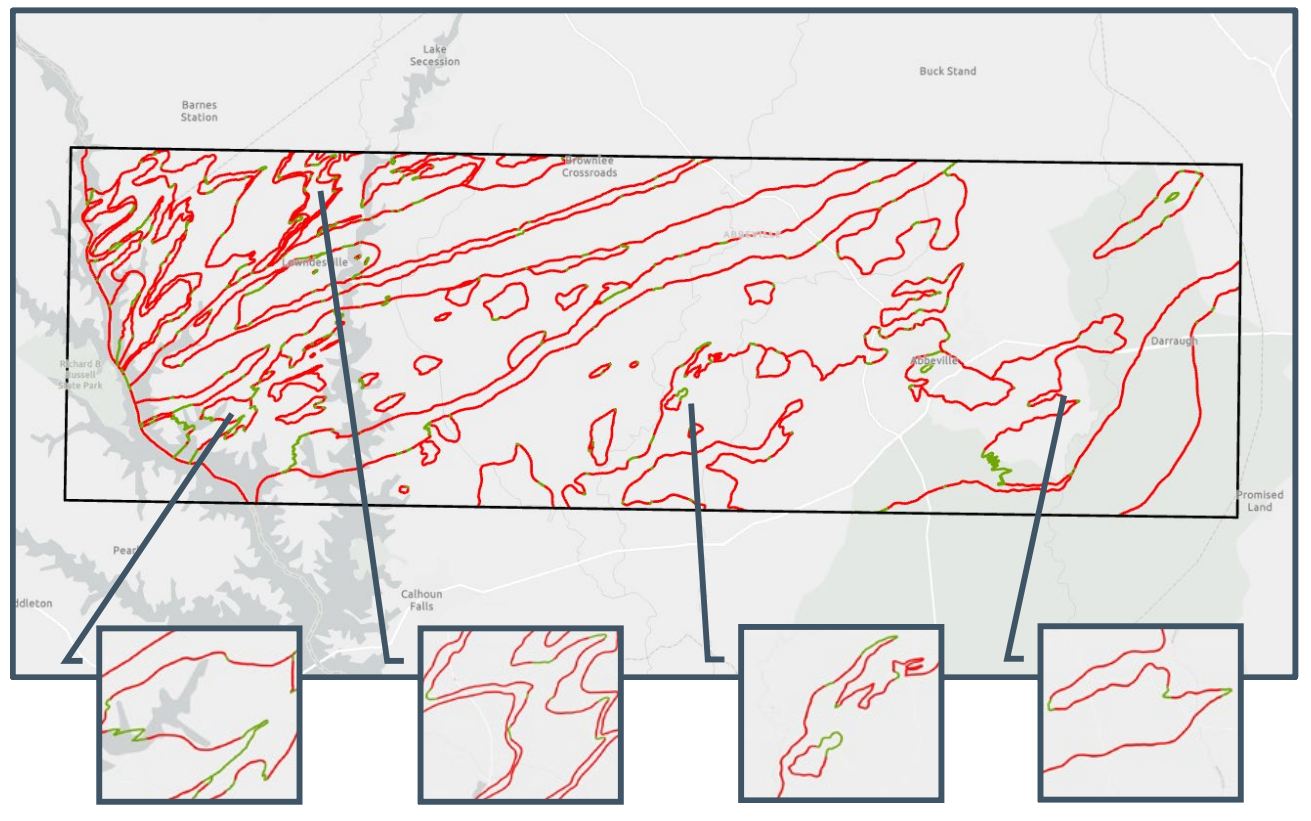 Lake
Secession
Buck Stand
Barnes
Station
Brownlee
Crossroads
ABBEVILLE
Lowndesville
Darraugh
Abbeville
Richard B
Russell
State Park
Promised
Land
Pearl
Calhoun
Falls
ddleton